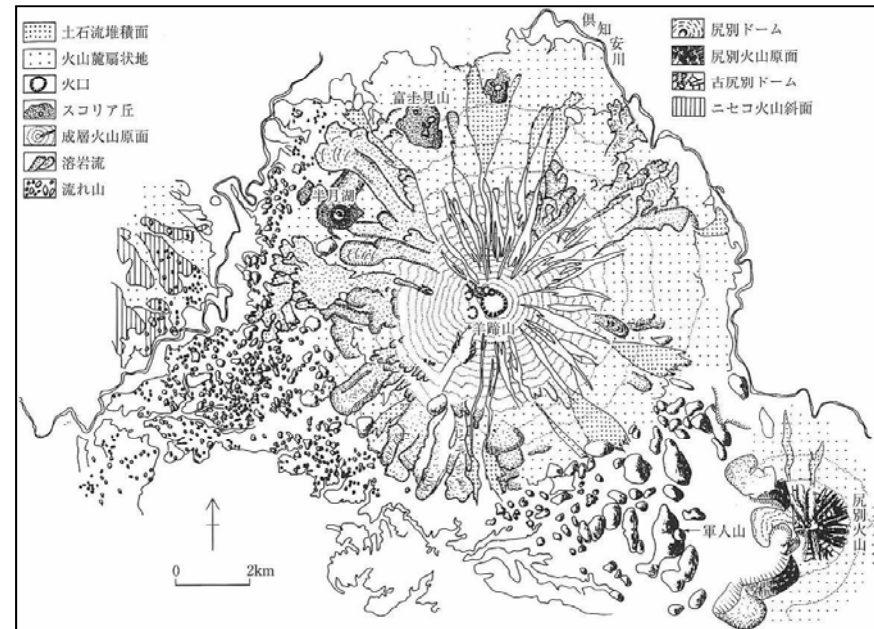 土石流堆積面
火山麓扇状地
火口
スコリア丘
成層火山原面
溶岩流
流れ山
尻別ドーム
尻別火山原面
古尻別ドーム
ニセコ火山斜面
倶知安川
富士見山
半月湖
羊蹄山
軍人山
尻別火山
0 2km